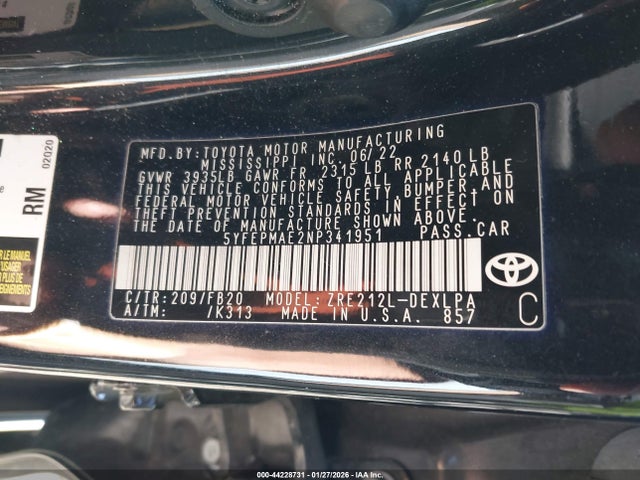 MFD.BY: TOYOTA MOTOR MANUFACTURING
MISSISSIPPI INC. 06/22
GVWR 3935LB GAWR FR 2315 LB RR 2140 LB
THIS VEHICLE CONFORMS TO ALL APPLICABLE
FEDERAL MOTOR VEHICLE SAFETY, BUMPER, AND
THEFT PREVENTION STANDARDS IN EFFECT ON
THE DATE OF MANUFACTURE SHOWN ABOVE.
5YFEPMAE2NP341951 PASS.CAR
C/TR: 209/FB20 MODEL: ZRE212L-DEXLPA
A/TM: /K313 MADE IN U.S.A. 857
C
RM
02020
000-44228731 - 01/27/2026 - IAA Inc.